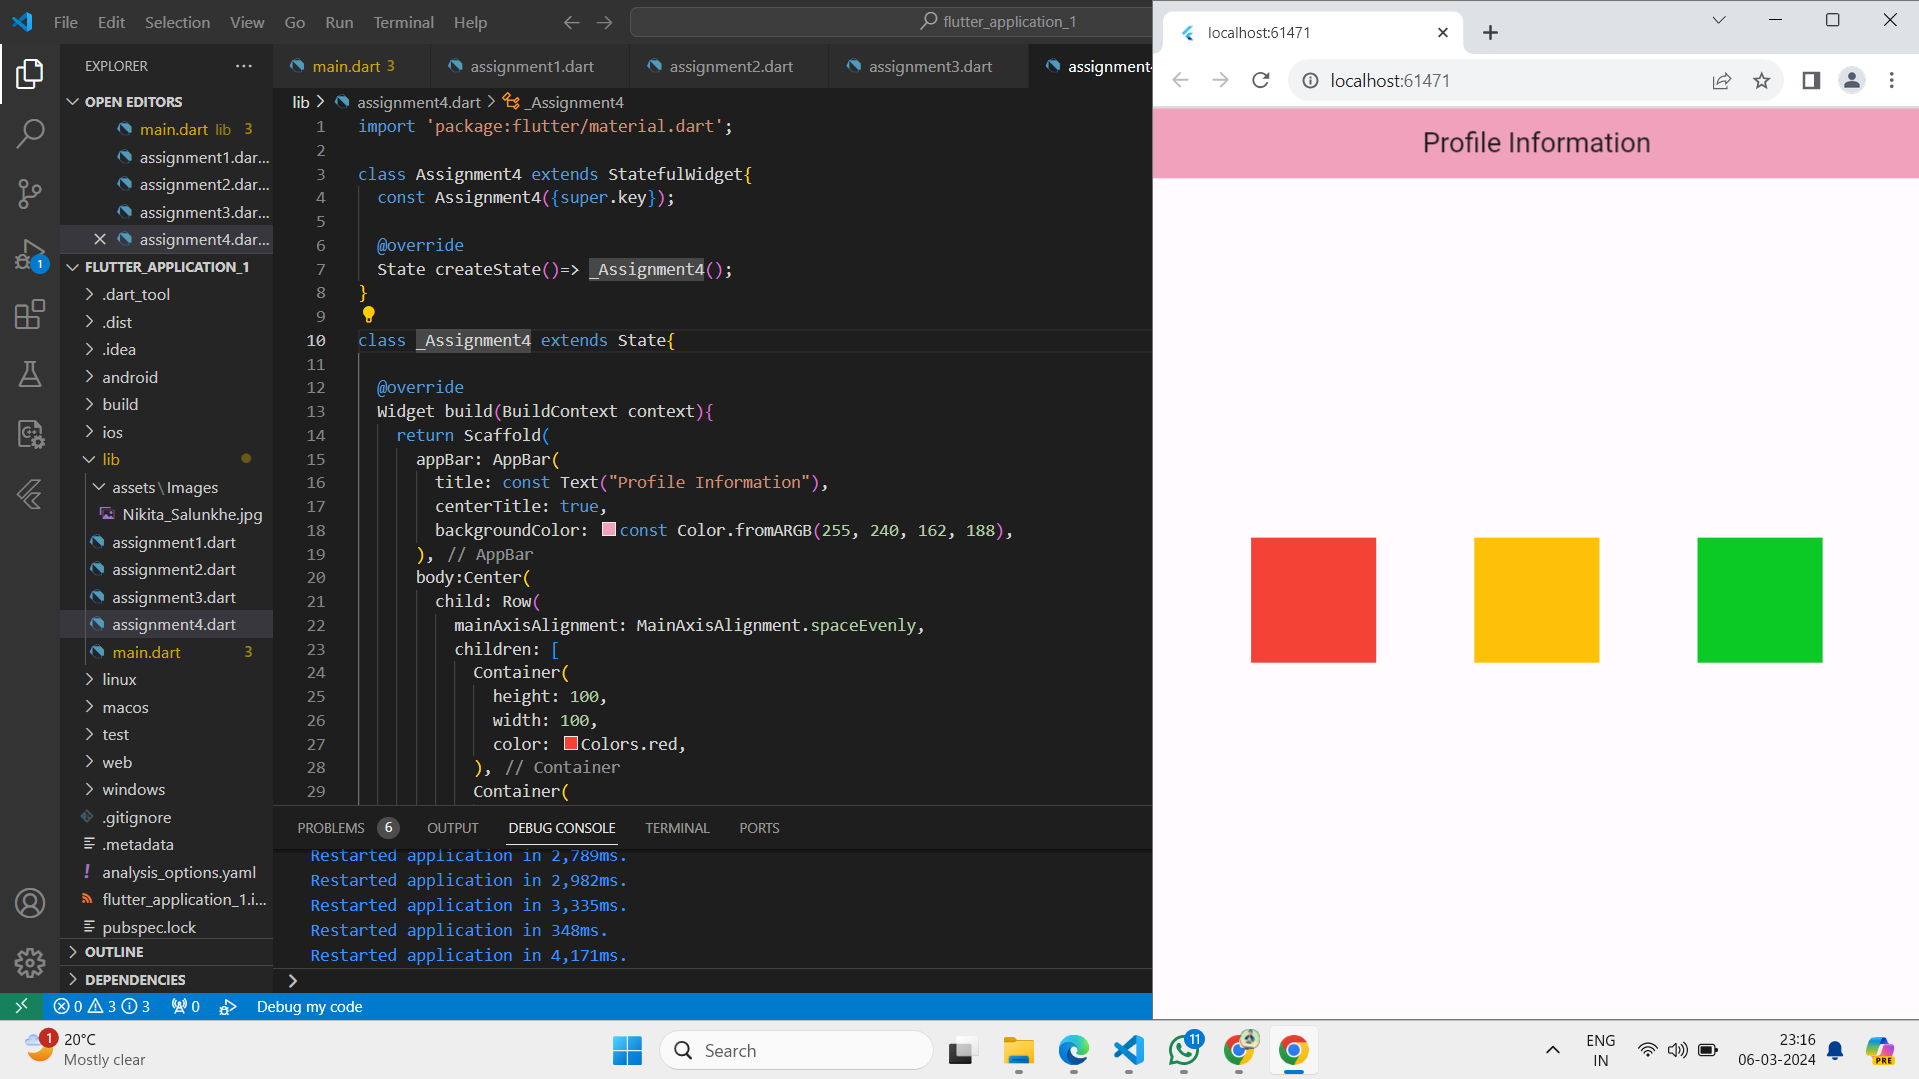 File Edit Selection View Go Run Terminal Help
flutter_application_1
EXPLORER
OPEN EDITORS
main.dart lib 3
assignment1.dar...
assignment2.dar...
assignment3.dar...
assignment4.dar...
FLUTTER_APPLICATION_1
.dart_tool
.dist
.idea
android
build
ios
lib
assets\Images
Nikita_Salunkhe.jpg
assignment1.dart
assignment2.dart
assignment3.dart
assignment4.dart
main.dart 3
linux
macos
test
web
windows
.gitignore
.metadata
analysis_options.yaml
flutter_application_1.i...
pubspec.lock
OUTLINE
DEPENDENCIES
main.dart 3 assignment1.dart assignment2.dart assignment3.dart assignment4
lib > assignment4.dart > _Assignment4
1 import 'package:flutter/material.dart';
2
3 class Assignment4 extends StatefulWidget{
4 const Assignment4({super.key});
5
6 @override
7 State createState()=> _Assignment4();
8 }
9
10 class _Assignment4 extends State{
11
12 @override
13 Widget build(BuildContext context){
14 return Scaffold(
15 appBar: AppBar(
16 title: const Text("Profile Information"),
17 centerTitle: true,
18 backgroundColor: const Color.fromARGB(255, 240, 162, 188),
19 ), // AppBar
20 body:Center(
21 child: Row(
22 mainAxisAlignment: MainAxisAlignment.spaceEvenly,
23 children: [
24 Container(
25 height: 100,
26 width: 100,
27 color: Colors.red,
28 ), // Container
29 Container(
PROBLEMS 6 OUTPUT DEBUG CONSOLE TERMINAL PORTS
Restarted application in 2,789ms.
Restarted application in 2,982ms.
Restarted application in 3,335ms.
Restarted application in 348ms.
Restarted application in 4,171ms.
>
0 3 3 0 Debug my code
1
localhost:61471
localhost:61471
Profile Information
1
20°C
Mostly clear
Search
11
ENG
IN
23:16
06-03-2024
PRE